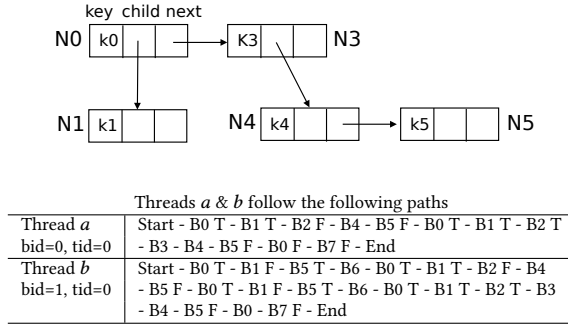 key child next
N0 k0 K3 N3
N1 k1 N4 k4 k5 N5
Threads a & b follow the following paths
Thread a Start - B0 T - B1 T - B2 F - B4 - B5 F - B0 T - B1 T - B2 T
bid=0, tid=0 - B3 - B4 - B5 F - B0 F - B7 F - End
Thread b Start - B0 T - B1 F - B5 T - B6 - B0 T - B1 T - B2 F - B4
bid=1, tid=0 - B5 F - B0 T - B1 F - B5 T - B6 - B0 T - B1 T - B2 T - B3
- B4 - B5 F - B0 - B7 F - End